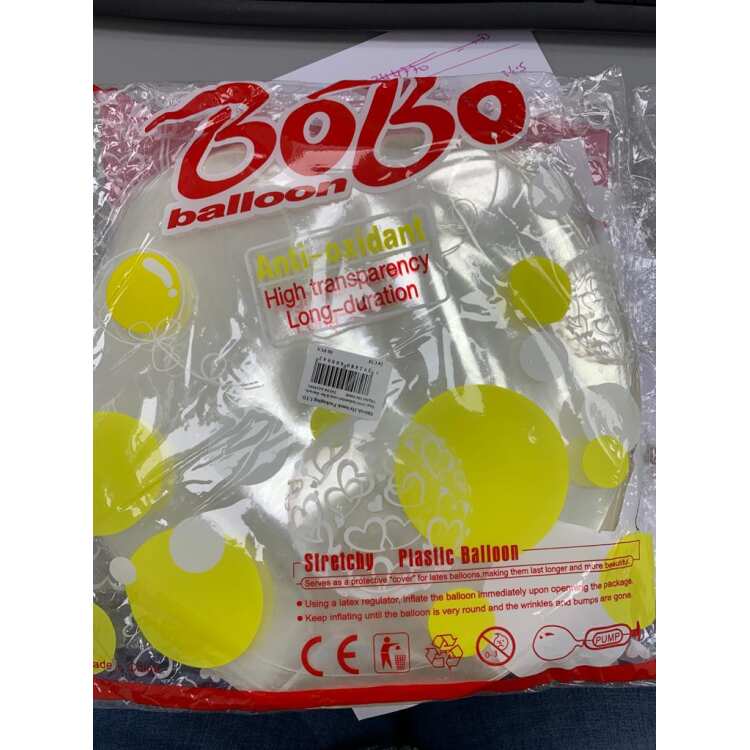 BoBo
balloon
Anti-oxidant
High transparency
Long-duration
Stretchy Plastic Balloon
Serves as a protective "cover" for latex balloons,making them last longer and more beautiful.
Using a latex regulator, inflate the balloon immediately upon openning the package.
Keep inflating until the balloon is very round and the wrinkles and bumps are gone.
CE
0-3
PUMP